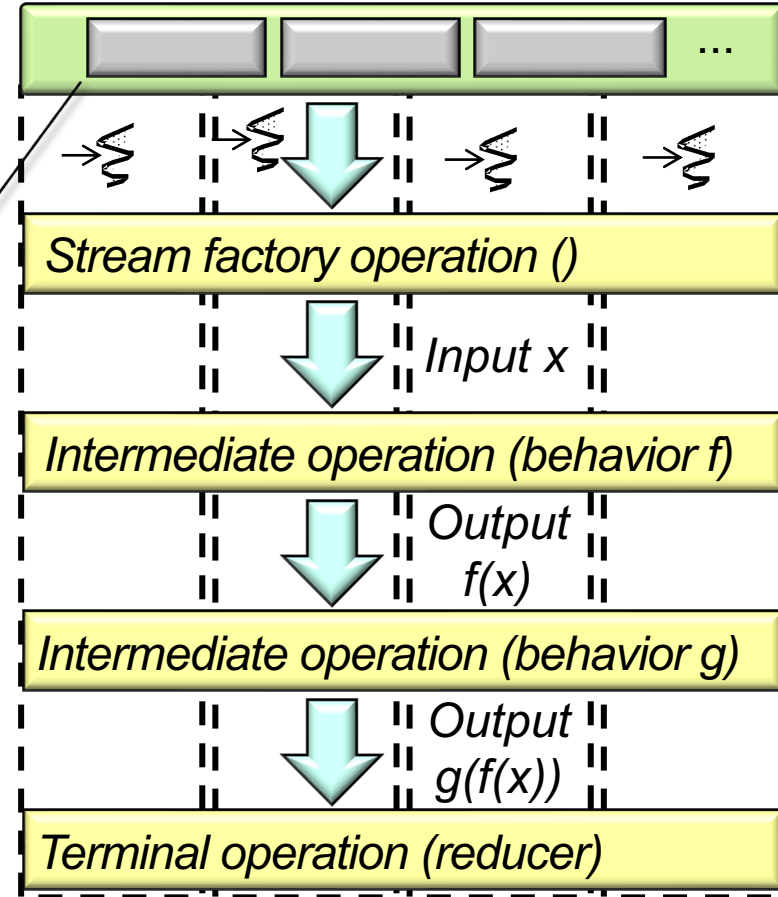 ...
Stream factory operation ()
Input x
Intermediate operation (behavior f)
Output
f(x)
Intermediate operation (behavior g)
Output
g(f(x))
Terminal operation (reducer)